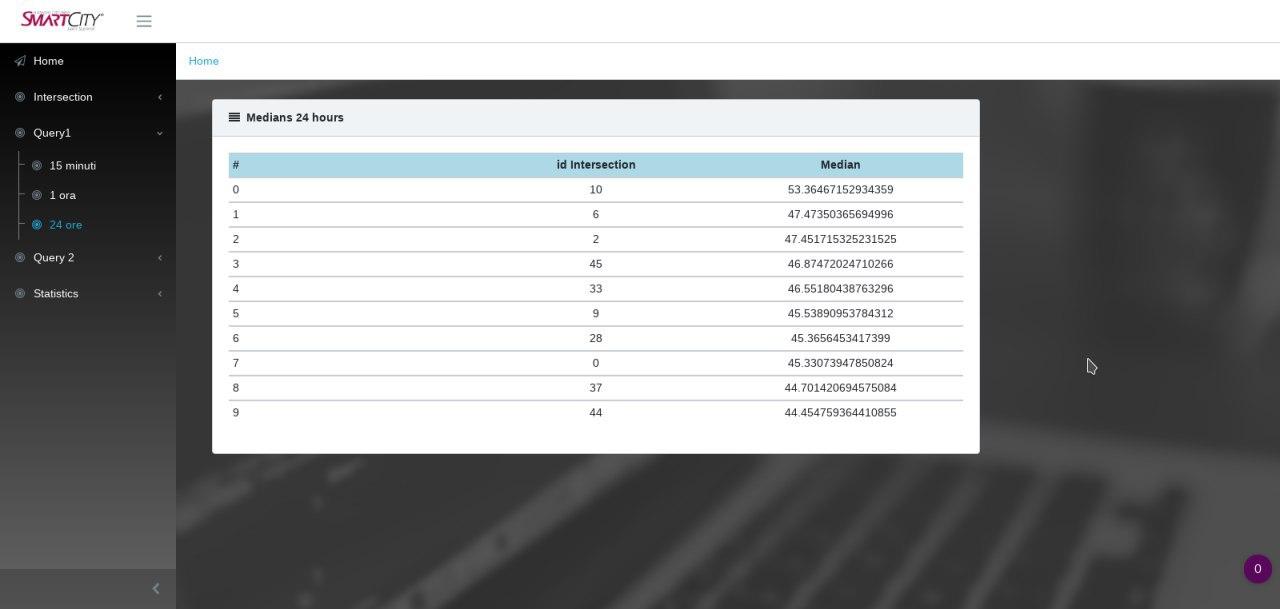 SMARTCITY
Home
Intersection
Query1
15 minuti
1 ora
24 ore
Query 2
Statistics
Home
Medians 24 hours
# id Intersection Median
0 10 53.36467152934359
1 6 47.47350365694996
2 2 47.451715325231525
3 45 46.87472024710266
4 33 46.55180438763296
5 9 45.53890953784312
6 28 45.3656453417399
7 0 45.33073947850824
8 37 44.701420694575084
9 44 44.454759364410855
0